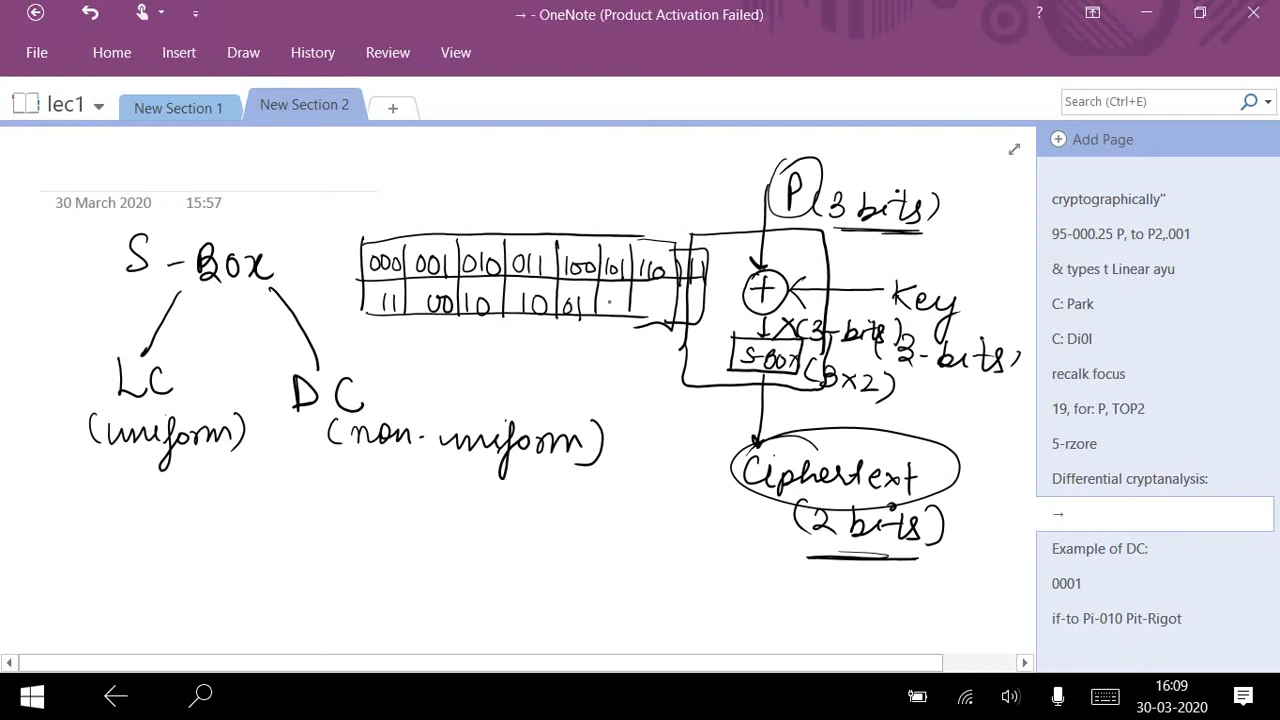 → - OneNote (Product Activation Failed)
?
File Home Insert Draw History Review View
lec1
New Section 1
New Section 2
+
Search (Ctrl+E)
Add Page
30 March 2020 15:57
S-Box
LC
(uniform)
DC
(non-uniform)
000 001 010 011 100 101 110
11 00 10 10 01
P (3 bits)
+
Key
(3-bits)
X(3-bits)
S-Box
(3x2)
Ciphertext
(2 bits)
cryptographically"
95-000.25 P, to P2,.001
& types t Linear ayu
C: Park
C: Di0I
recalk focus
19, for: P, TOP2
5-rzore
Differential cryptanalysis:
→
Example of DC:
0001
if-to Pi-010 Pit-Rigot
16:09
30-03-2020